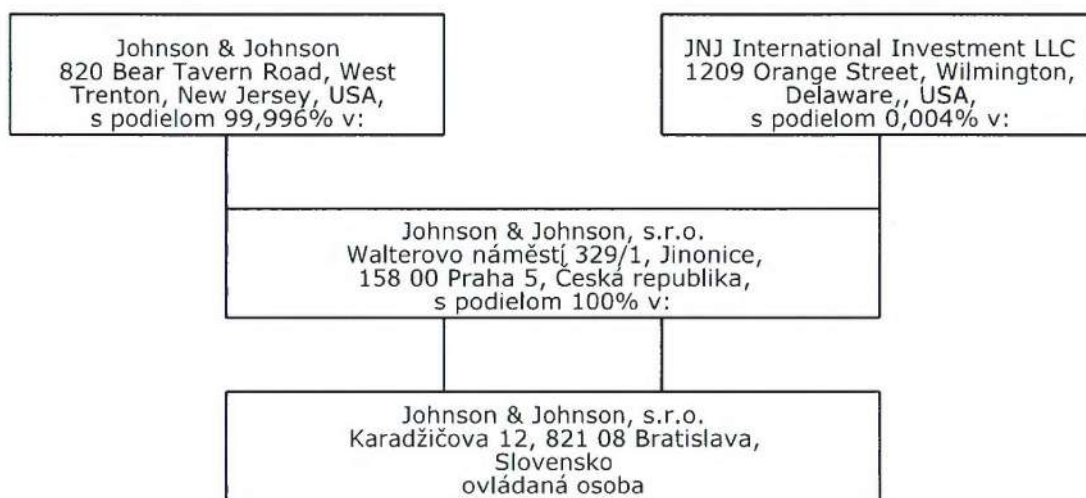 Johnson & Johnson
820 Bear Tavern Road, West
Trenton, New Jersey, USA,
s podielom 99,996% v:
JNJ International Investment LLC
1209 Orange Street, Wilmington,
Delaware,, USA,
s podielom 0,004% v:
Johnson & Johnson, s.r.o.
Walterovo náměstí 329/1, Jinonice,
158 00 Praha 5, Česká republika,
s podielom 100% v:
Johnson & Johnson, s.r.o.
Karadžičova 12, 821 08 Bratislava,
Slovensko
ovládaná osoba